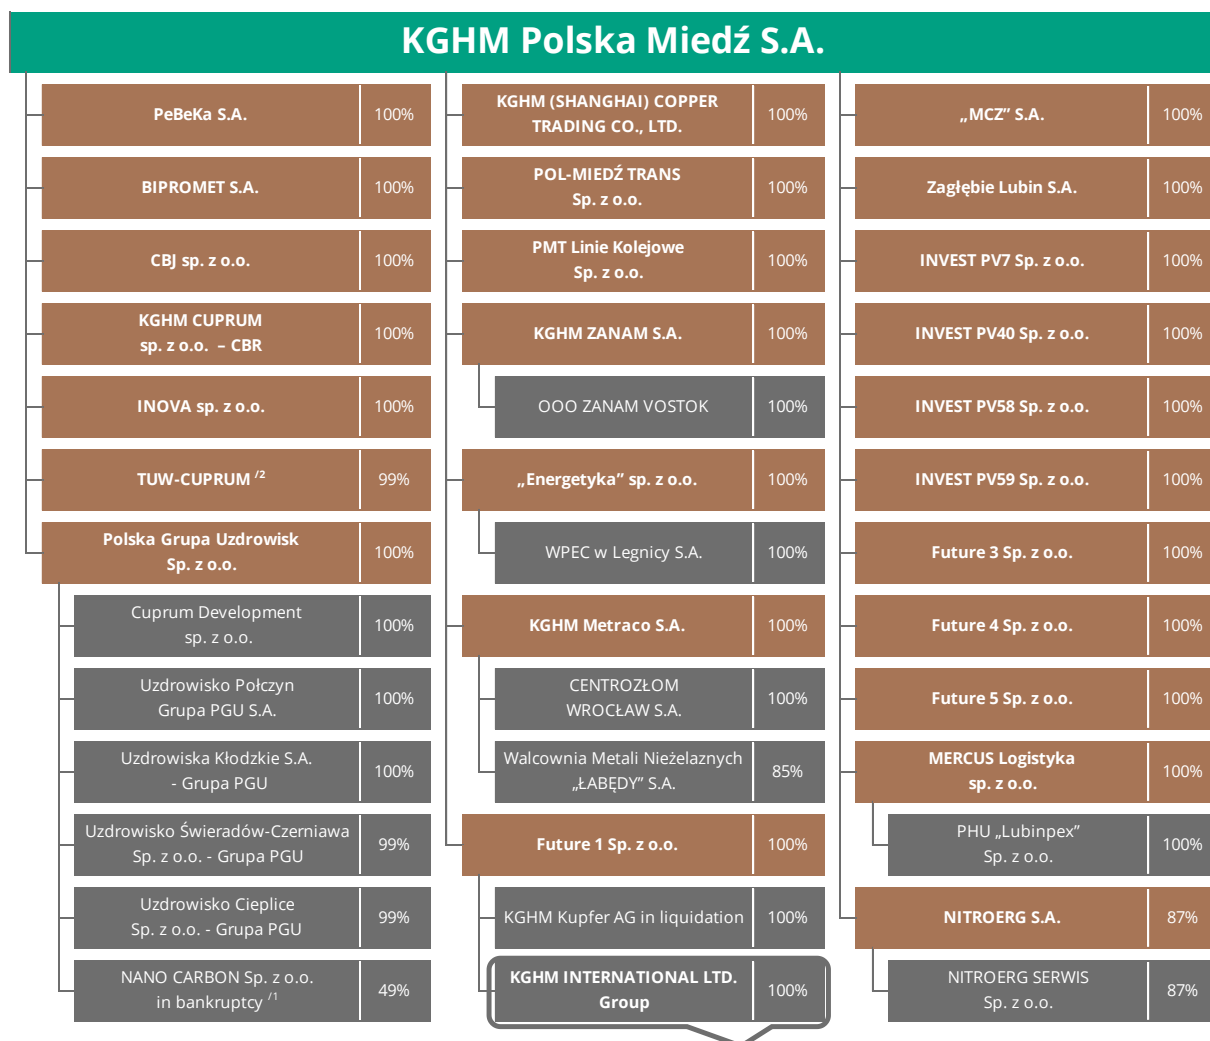 KGHM Polska Miedź S.A.
PeBeKa S.A.
100%
BIPROMET S.A.
100%
CBJ sp. z o.o.
100%
KGHM CUPRUM
sp. z o.o. – CBR
100%
INOVA sp. z o.o.
100%
TUW-CUPRUM /2
99%
Polska Grupa Uzdrowisk
Sp. z o.o.
100%
Cuprum Development
sp. z o.o.
100%
Uzdrowisko Połczyn
Grupa PGU S.A.
100%
Uzdrowiska Kłodzkie S.A.
- Grupa PGU
100%
Uzdrowisko Świeradów-Czerniawa
Sp. z o.o. - Grupa PGU
99%
Uzdrowisko Cieplice
Sp. z o.o. - Grupa PGU
99%
NANO CARBON Sp. z o.o.
in bankruptcy /1
49%
KGHM (SHANGHAI) COPPER
TRADING CO., LTD.
100%
POL-MIEDŹ TRANS
Sp. z o.o.
100%
PMT Linie Kolejowe
Sp. z o.o.
100%
KGHM ZANAM S.A.
100%
OOO ZANAM VOSTOK
100%
„Energetyka” sp. z o.o.
100%
WPEC w Legnicy S.A.
100%
KGHM Metraco S.A.
100%
CENTROZŁOM
WROCŁAW S.A.
100%
Walcownia Metali Nieżelaznych
„ŁABĘDY” S.A.
85%
Future 1 Sp. z o.o.
100%
KGHM Kupfer AG in liquidation
100%
KGHM INTERNATIONAL LTD.
Group
100%
„MCZ” S.A.
100%
Zagłębie Lubin S.A.
100%
INVEST PV7 Sp. z o.o.
100%
INVEST PV40 Sp. z o.o.
100%
INVEST PV58 Sp. z o.o.
100%
INVEST PV59 Sp. z o.o.
100%
Future 3 Sp. z o.o.
100%
Future 4 Sp. z o.o.
100%
Future 5 Sp. z o.o.
100%
MERCUS Logistyka
sp. z o.o.
100%
PHU „Lubinpex”
Sp. z o.o.
100%
NITROERG S.A.
87%
NITROERG SERWIS
Sp. z o.o.
87%